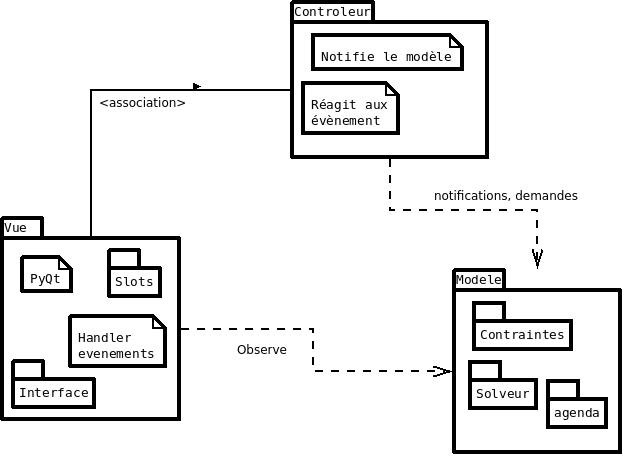 Controleur
Notifie le modèle
Réagit aux
évènement
<association>
notifications, demandes
Vue
PyQt
Slots
Handler
evenements
Interface
Observe
Modele
Contraintes
Solveur
agenda